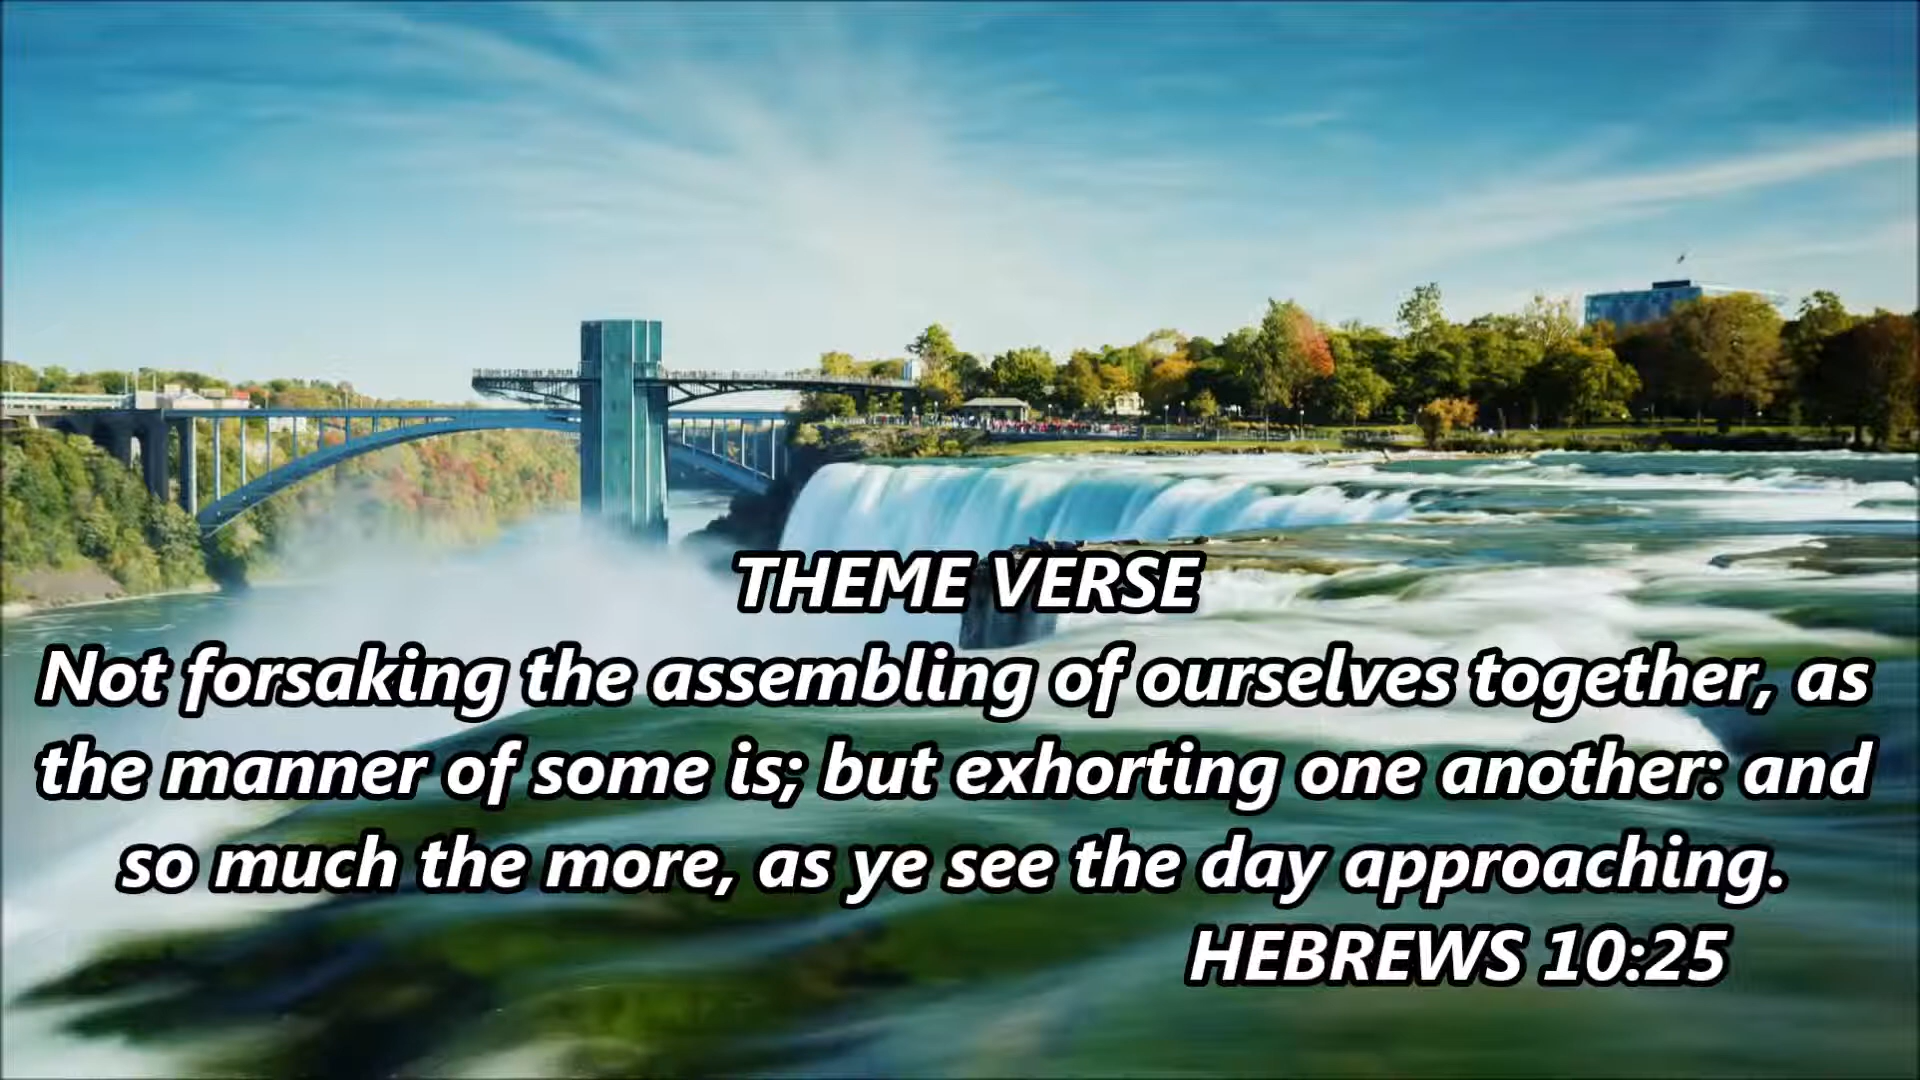 THEME VERSE
Not forsaking the assembling of ourselves together, as
the manner of some is; but exhorting one another: and
so much the more, as ye see the day approaching.
HEBREWS 10:25